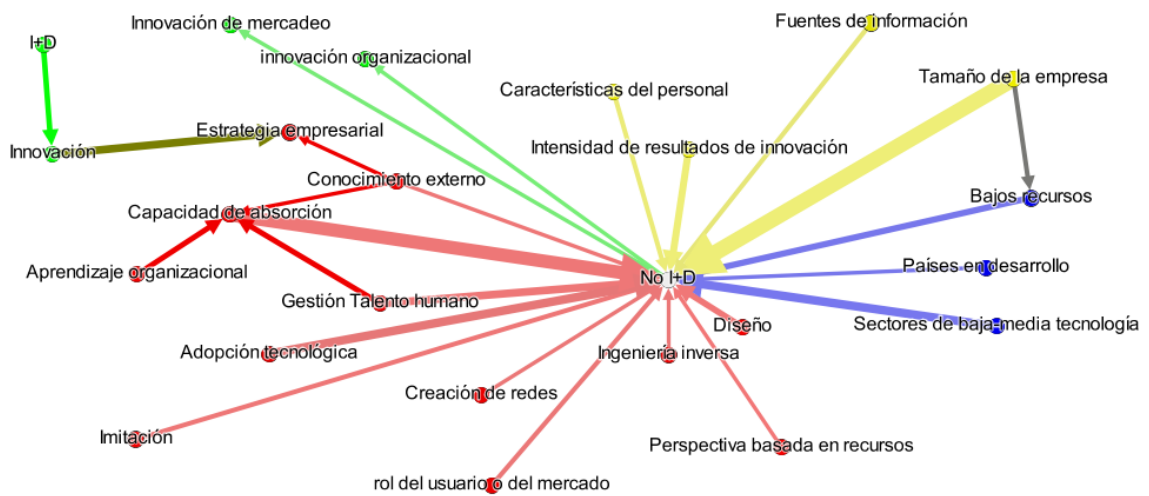 Innovación de mercadeo
Fuentes de información
I+D
innovación organizacional
Tamaño de la empresa
Características del personal
Estrategia empresarial
Intensidad de resultados de innovación
Innovación
Conocimiento externo
Bajos recursos
Capacidad de absorción
Países en desarrollo
Aprendizaje organizacional
No I+D
Gestión Talento humano
Diseño
Sectores de baja-media tecnología
Adopción tecnológica
Ingeniería inversa
Creación de redes
Imitación
Perspectiva basada en recursos
rol del usuario o del mercado